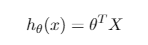 h_θ(x) = θ^T X